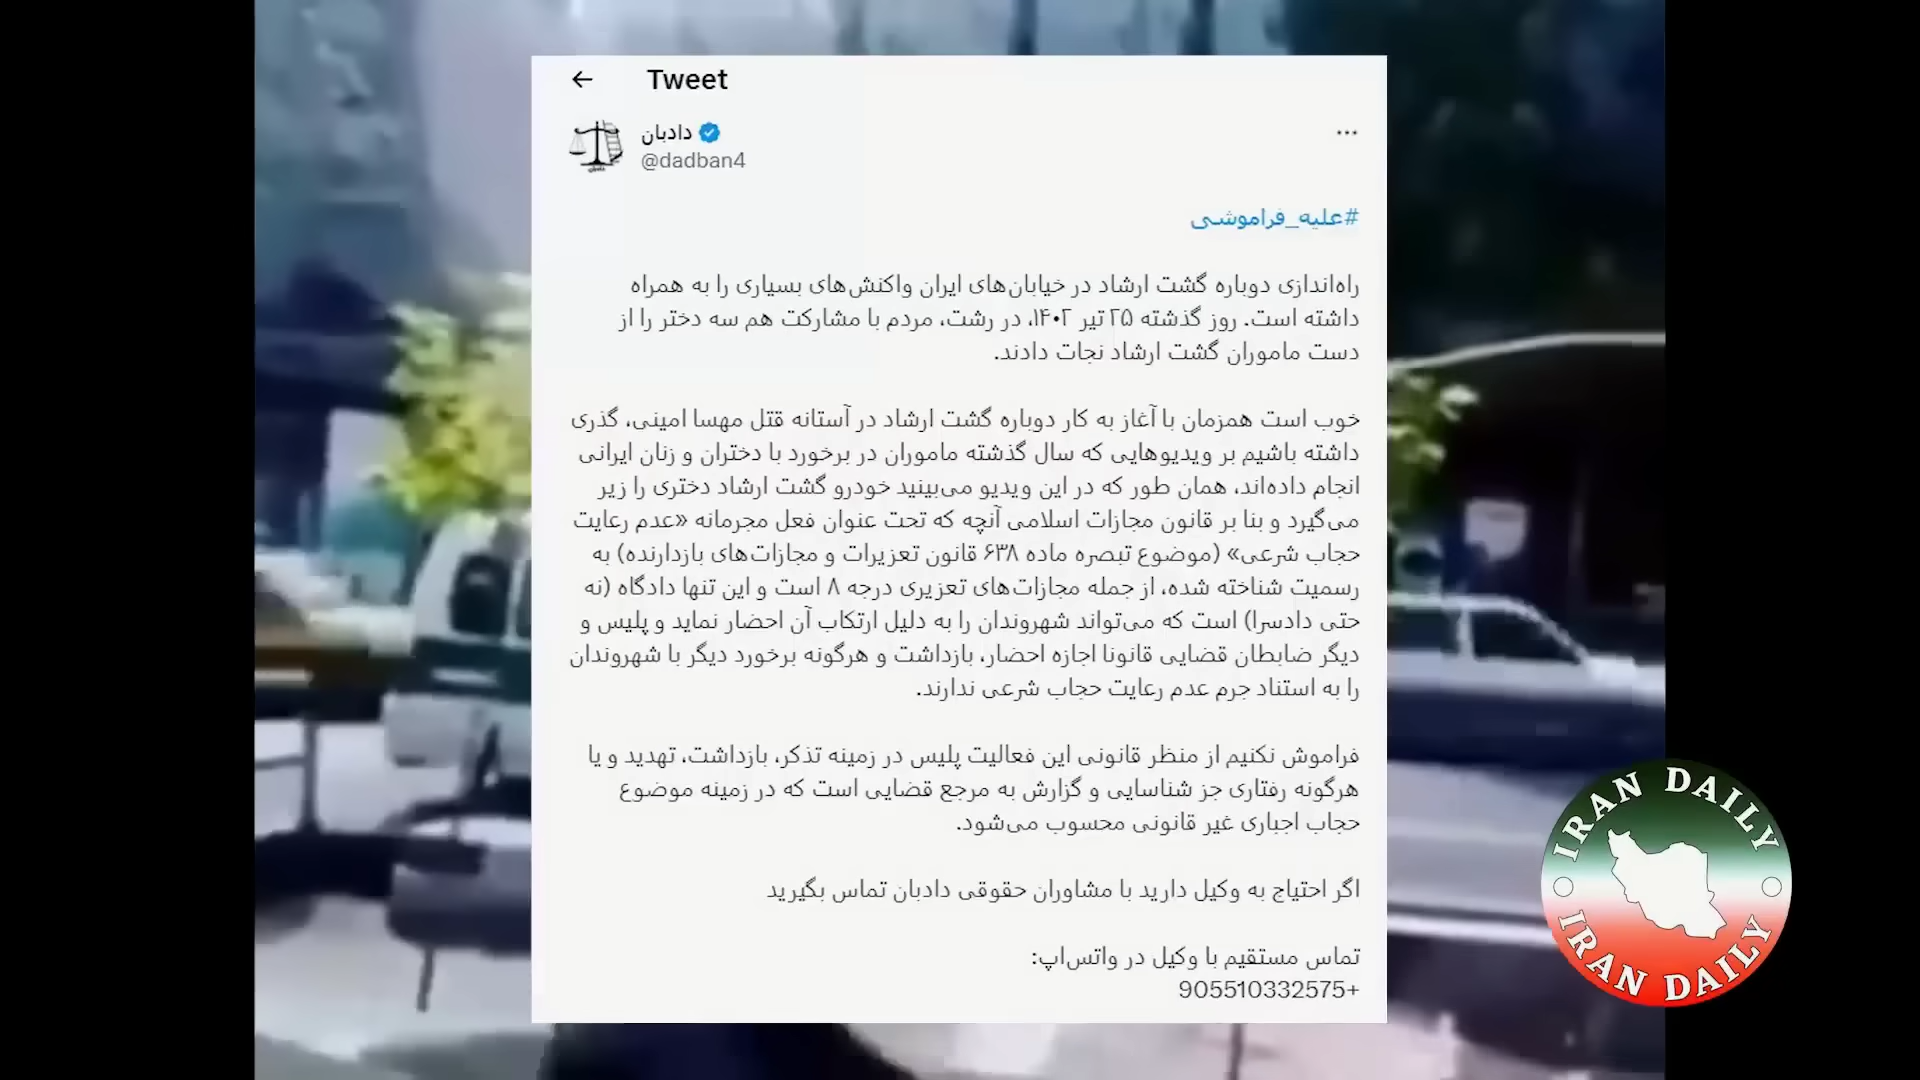 Tweet
دادبان
@dadban4
#علیه_فراموشی
راه‌اندازی دوباره گشت ارشاد در خیابان‌های ایران واکنش‌های بسیاری را به همراه
داشته است. روز گذشته ۲۵ تیر ۱۴۰۲، در رشت، مردم با مشارکت هم سه دختر را از
دست ماموران گشت ارشاد نجات دادند.
خوب است همزمان با آغاز به کار دوباره گشت ارشاد در آستانه قتل مهسا امینی، گذری
داشته باشیم بر ویدیوهایی که سال گذشته ماموران در برخورد با دختران و زنان ایرانی
انجام داده‌اند، همان طور که در این ویدیو می‌بینید خودرو گشت ارشاد دختری را زیر
می‌گیرد و بنا بر قانون مجازات اسلامی آنچه که تحت عنوان فعل مجرمانه «عدم رعایت
حجاب شرعی» (موضوع تبصره ماده ۶۳۸ قانون تعزیرات و مجازات‌های بازدارنده) به
رسمیت شناخته شده، از جمله مجازات‌های تعزیری درجه ۸ است و این تنها دادگاه (نه
حتی دادسرا) است که می‌تواند شهروندان را به دلیل ارتکاب آن احضار نماید و پلیس و
دیگر ضابطان قضایی قانونا اجازه احضار، بازداشت و هرگونه برخورد دیگر با شهروندان
را به استناد جرم عدم رعایت حجاب شرعی ندارند.
فراموش نکنیم از منظر قانونی این فعالیت پلیس در زمینه تذکر، بازداشت، تهدید و یا
هرگونه رفتاری جز شناسایی و گزارش به مرجع قضایی است که در زمینه موضوع
حجاب اجباری غیر قانونی محسوب می‌شود.
اگر احتیاج به وکیل دارید با مشاوران حقوقی دادبان تماس بگیرید
تماس مستقیم با وکیل در واتس‌اپ:
+905510332575
IRAN DAILY
IRAN DAILY